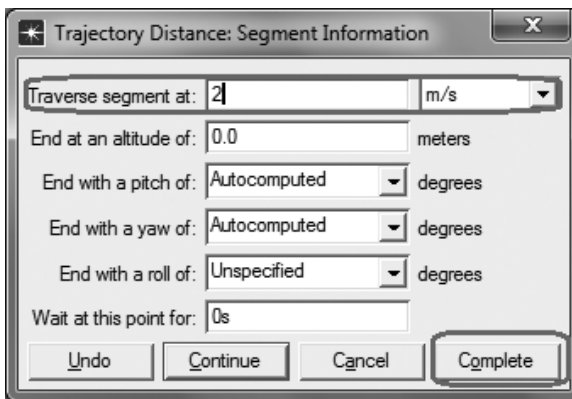 Trajectory Distance: Segment Information
x
Traverse segment at: 2 m/s
End at an altitude of: 0.0 meters
End with a pitch of: Autocomputed degrees
End with a yaw of: Autocomputed degrees
End with a roll of: Unspecified degrees
Wait at this point for: 0s
Undo Continue Cancel Complete